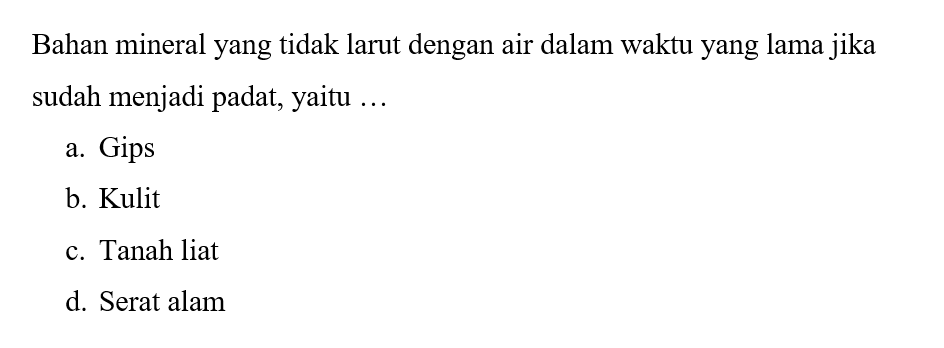 Bahan mineral yang tidak larut dengan air dalam waktu yang lama jika
sudah menjadi padat, yaitu …
a. Gips
b. Kulit
c. Tanah liat
d. Serat alam